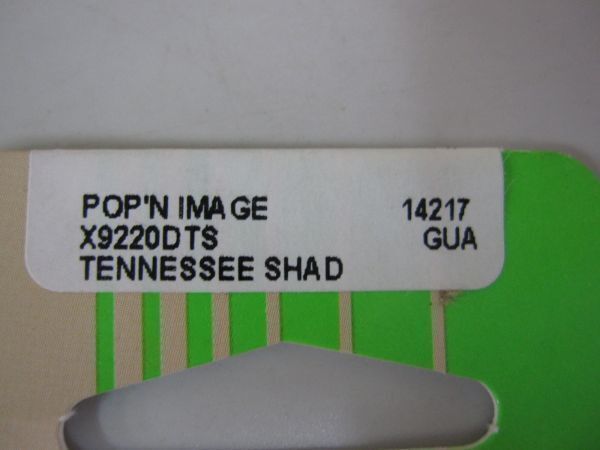 POP'N IMAGE 14217
X9220DTS GUA
TENNESSEE SHAD